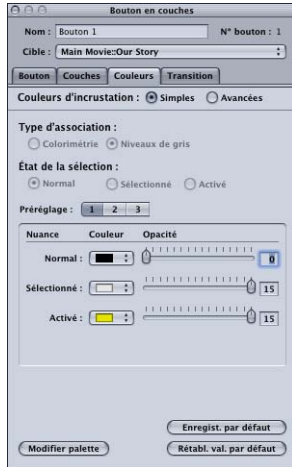 Bouton en couches
Nom : Bouton 1 N° bouton : 1
Cible : Main Movie::Our Story
Bouton Couches Couleurs Transition
Couleurs d'incrustation : Simples Avancées
Type d'association :
Colorimétrie Niveaux de gris
État de la sélection :
Normal Sélectionné Activé
Préréglage : 1 2 3
Nuance Couleur Opacité
Normal : 0
Sélectionné : 15
Activé : 15
Enregist. par défaut
Modifier palette Rétabl. val. par défaut